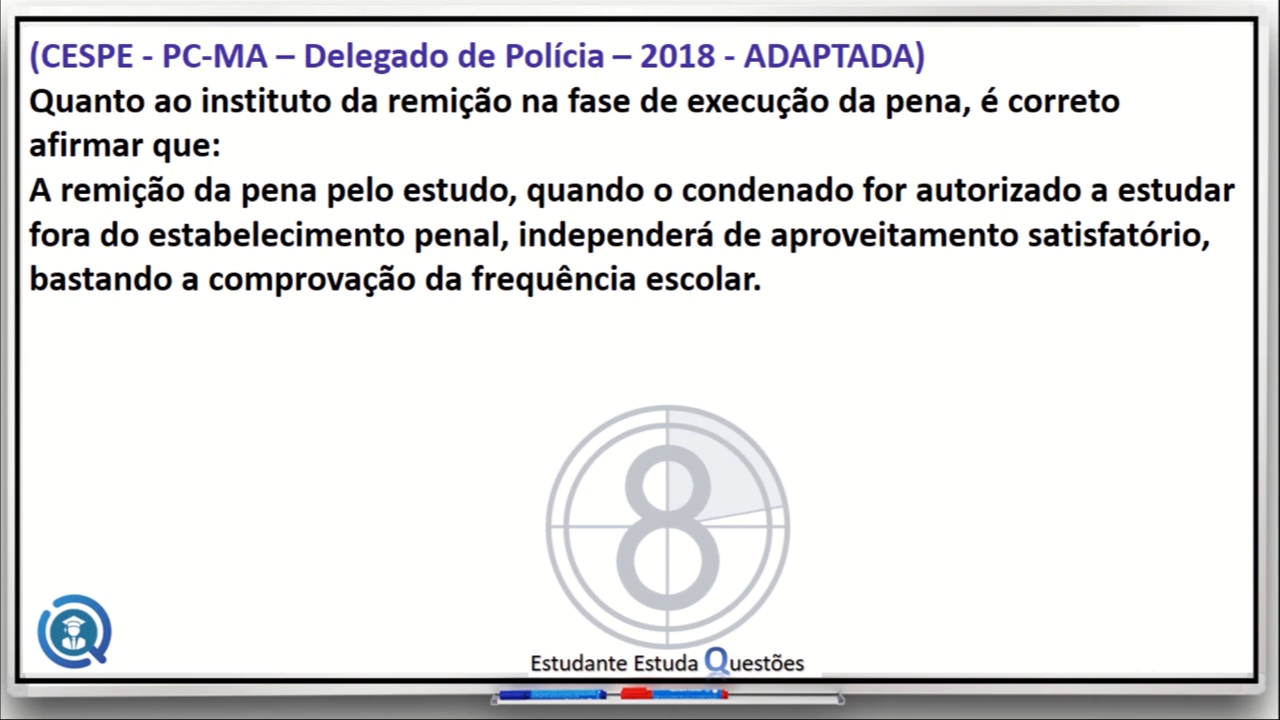 (CESPE - PC-MA – Delegado de Polícia – 2018 - ADAPTADA)
Quanto ao instituto da remição na fase de execução da pena, é correto
afirmar que:
A remição da pena pelo estudo, quando o condenado for autorizado a estudar
fora do estabelecimento penal, independerá de aproveitamento satisfatório,
bastando a comprovação da frequência escolar.
8
Estudante Estuda Questões